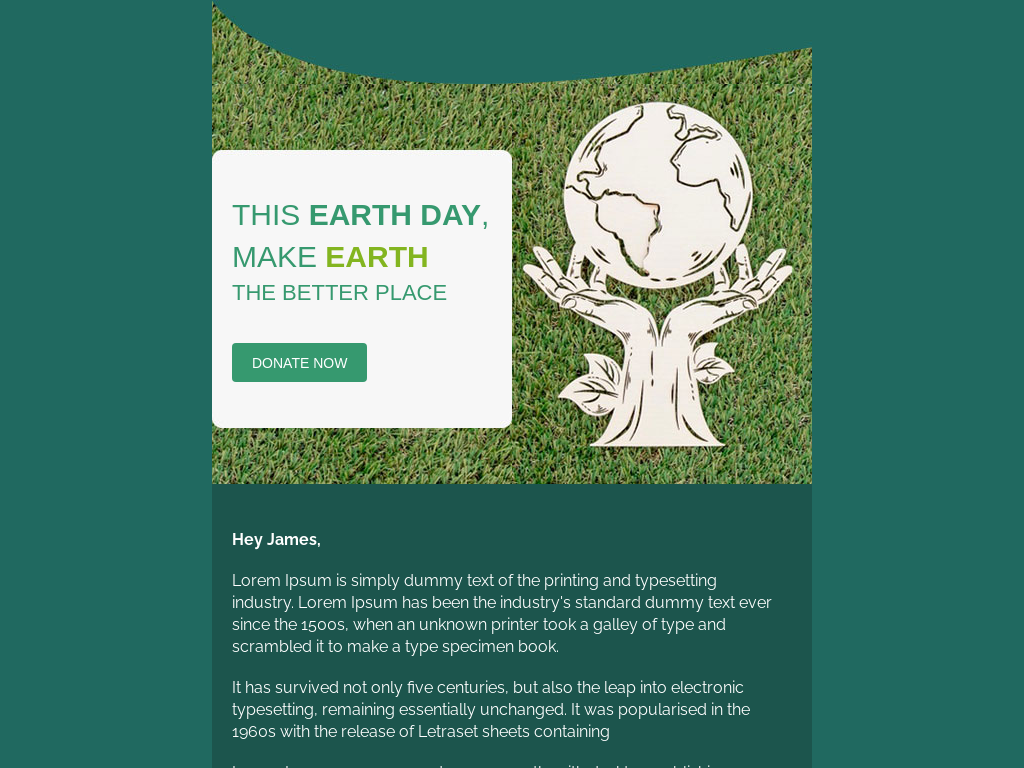 THIS EARTH DAY,
MAKE EARTH
THE BETTER PLACE
DONATE NOW
Hey James,
Lorem Ipsum is simply dummy text of the printing and typesetting
industry. Lorem Ipsum has been the industry's standard dummy text ever
since the 1500s, when an unknown printer took a galley of type and
scrambled it to make a type specimen book.
It has survived not only five centuries, but also the leap into electronic
typesetting, remaining essentially unchanged. It was popularised in the
1960s with the release of Letraset sheets containing